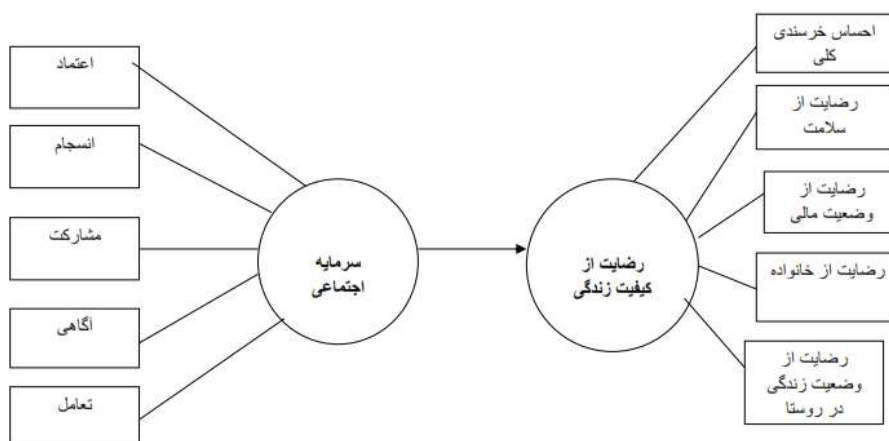 اعتماد
انسجام
مشارکت
آگاهی
تعامل
سرمایه
اجتماعی
رضایت از
کیفیت زندگی
احساس خرسندی
کلی
رضایت از
سلامت
رضایت از
وضعیت مالی
رضایت از خانواده
رضایت از
وضعیت زندگی
در روستا